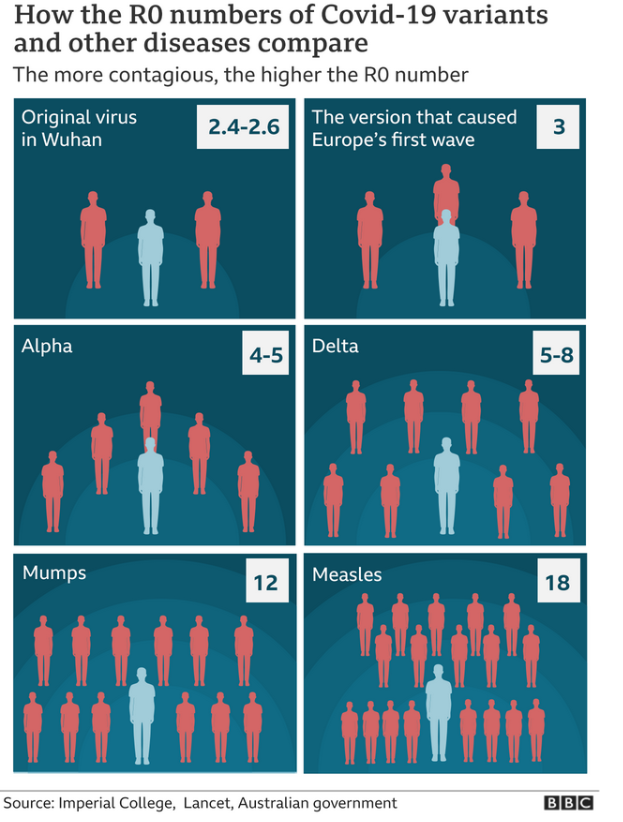 How the R0 numbers of Covid-19 variants
and other diseases compare
The more contagious, the higher the R0 number
Original virus
in Wuhan
2.4-2.6
The version that caused
Europe's first wave
3
Alpha
4-5
Delta
5-8
Mumps
12
Measles
18
Source: Imperial College, Lancet, Australian government
BBC